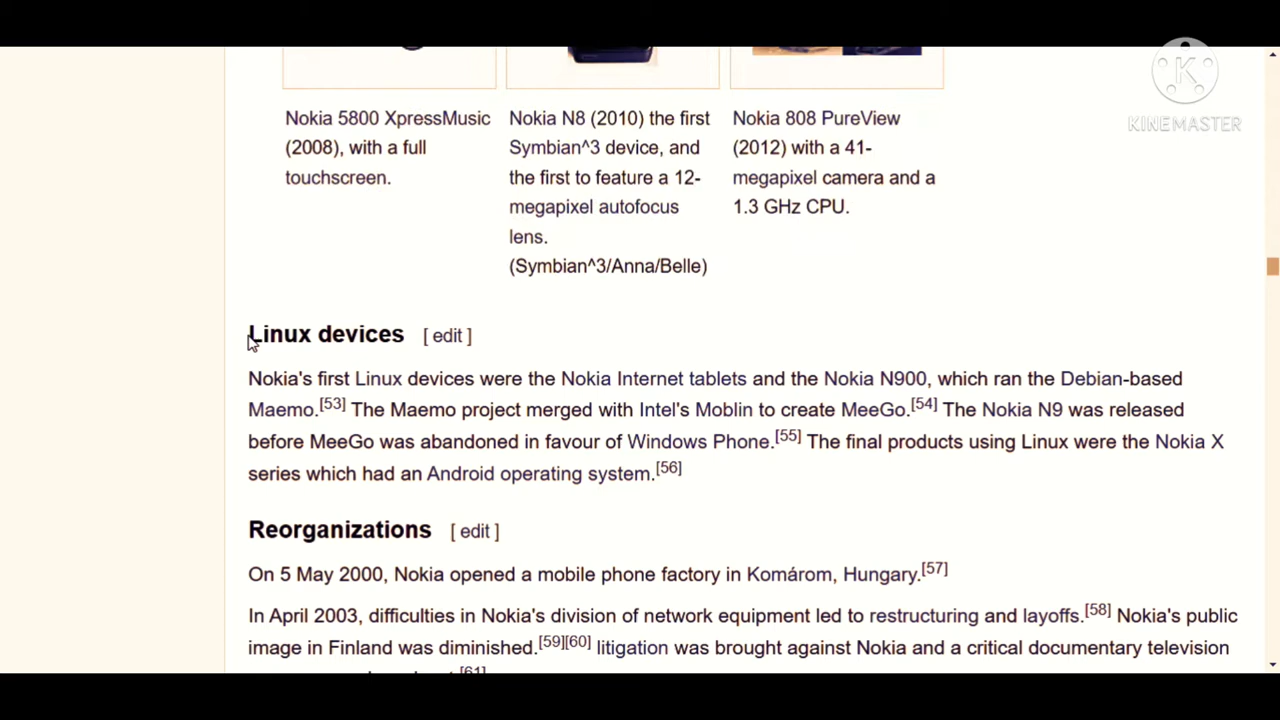 K
KINEMASTER
Nokia 5800 XpressMusic
(2008), with a full
touchscreen.
Nokia N8 (2010) the first
Symbian^3 device, and
the first to feature a 12-
megapixel autofocus
lens.
(Symbian^3/Anna/Belle)
Nokia 808 PureView
(2012) with a 41-
megapixel camera and a
1.3 GHz CPU.
Linux devices [ edit ]
Nokia's first Linux devices were the Nokia Internet tablets and the Nokia N900, which ran the Debian-based
Maemo.[53] The Maemo project merged with Intel's Moblin to create MeeGo.[54] The Nokia N9 was released
before MeeGo was abandoned in favour of Windows Phone.[55] The final products using Linux were the Nokia X
series which had an Android operating system.[56]
Reorganizations [ edit ]
On 5 May 2000, Nokia opened a mobile phone factory in Komárom, Hungary.[57]
In April 2003, difficulties in Nokia's division of network equipment led to restructuring and layoffs.[58] Nokia's public
image in Finland was diminished.[59][60] litigation was brought against Nokia and a critical documentary television
[61]